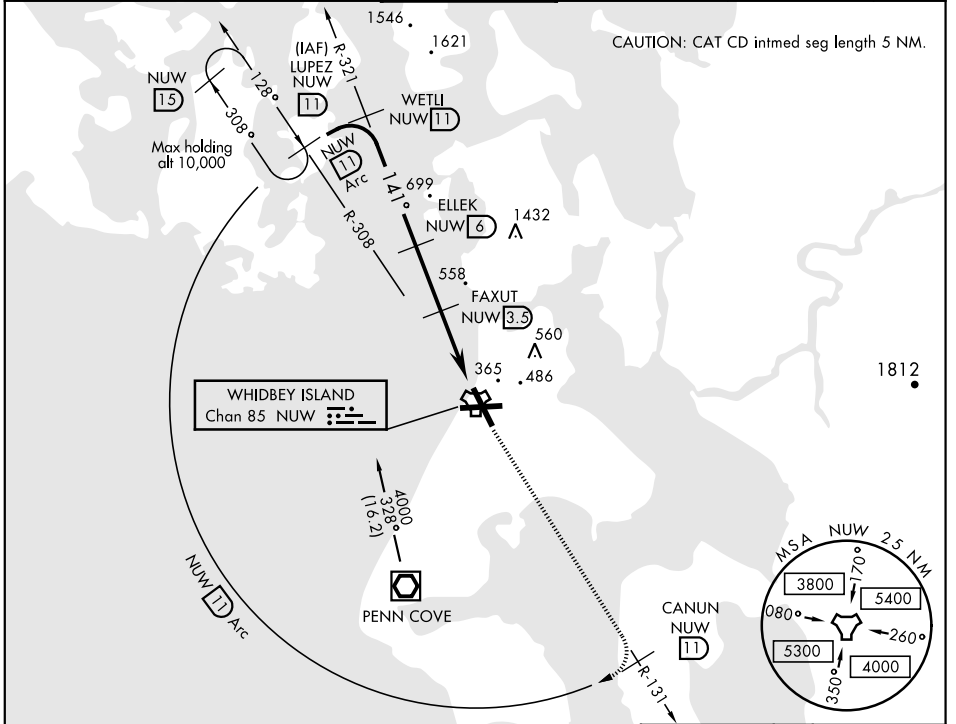 1546
1621
CAUTION: CAT CD intmed seg length 5 NM.
(IAF)
LUPEZ
NUW
11
R-321
NUW
15
128°
308°
Max holding
alt 10,000
WETLI
NUW 11
NUW
11
Arc
141°
699
ELLEK
NUW 6
1432
R-308
558
FAXUT
NUW 3.5
560
365
486
1812
WHIDBEY ISLAND
Chan 85 NUW
4000
328°
(16.2)
PENN COVE
NUW 11 Arc
CANUN
NUW
11
R-131
MSA NUW 25 NM
170°
3800
5400
080°
260°
5300
4000
350°